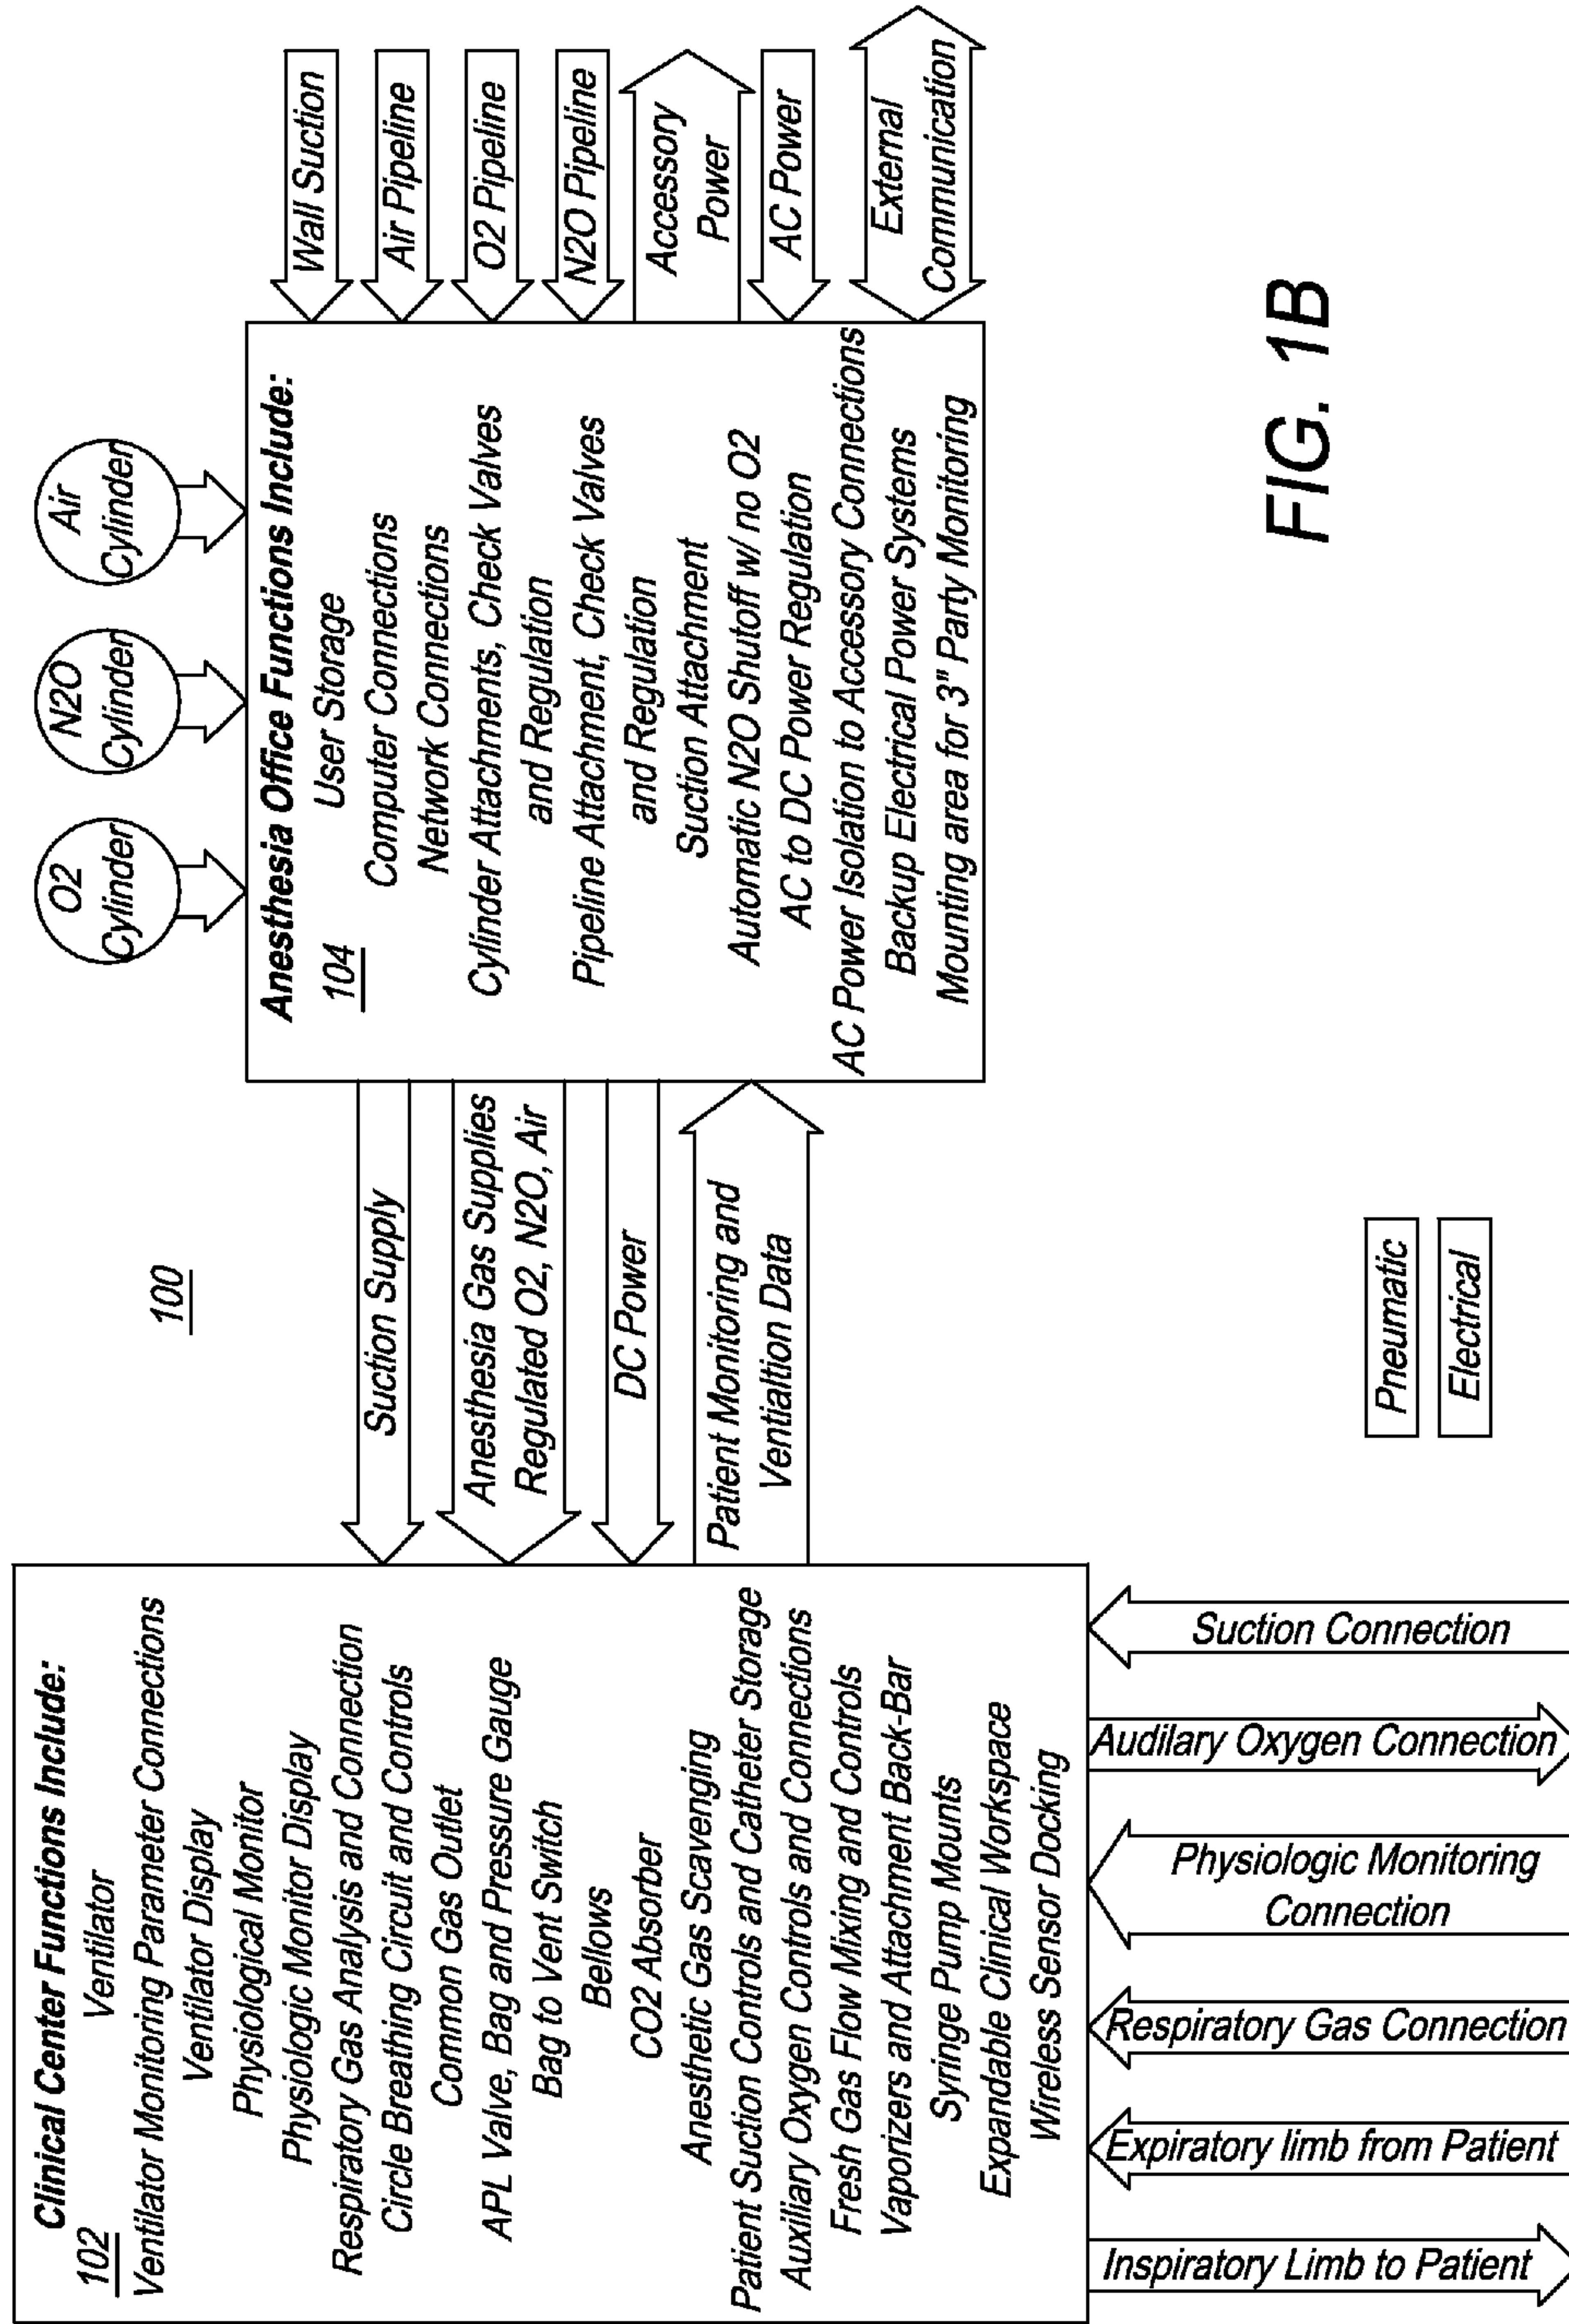 100
Clinical Center Functions Include:
102
Ventilator
Ventilator Monitoring Parameter Connections
Ventilator Display
Physiological Monitor
Physiologic Monitor Display
Respiratory Gas Analysis and Connection
Circle Breathing Circuit and Controls
Common Gas Outlet
APL Valve, Bag and Pressure Gauge
Bag to Vent Switch
Bellows
CO2 Absorber
Anesthetic Gas Scavenging
Patient Suction Controls and Catheter Storage
Auxiliary Oxygen Controls and Connections
Fresh Gas Flow Mixing and Controls
Vaporizers and Attachment Back-Bar
Syringe Pump Mounts
Expandable Clinical Workspace
Wireless Sensor Docking
Suction Supply
Anesthesia Gas Supplies
Regulated O2, N2O, Air
DC Power
Patient Monitoring and
Ventialtion Data
O2
Cylinder
N2O
Cylinden
Air
Cylinden
Anesthesia Office Functions Include:
104
User Storage
Computer Connections
Network Connections
Cylinder Attachments, Check Valves
and Regulation
Pipeline Attachment, Check Valves
and Regulation
Suction Attachment
Automatic N2O Shutoff w/ no O2
AC to DC Power Regulation
AC Power Isolation to Accessory Connections
Backup Electrical Power Systems
Mounting area for 3" Party Monitoring
Wall Suction
Air Pipeline
O2 Pipeline
N2O Pipeline
Accessory
Power
AC Power
External
Communication
Inspiratory Limb to Patient
Expiratory limb from Patient
Respiratory Gas Connection
Physiologic Monitoring
Connection
Audilary Oxygen Connection
Suction Connection
Pneumatic
Electrical
FIG. 1B